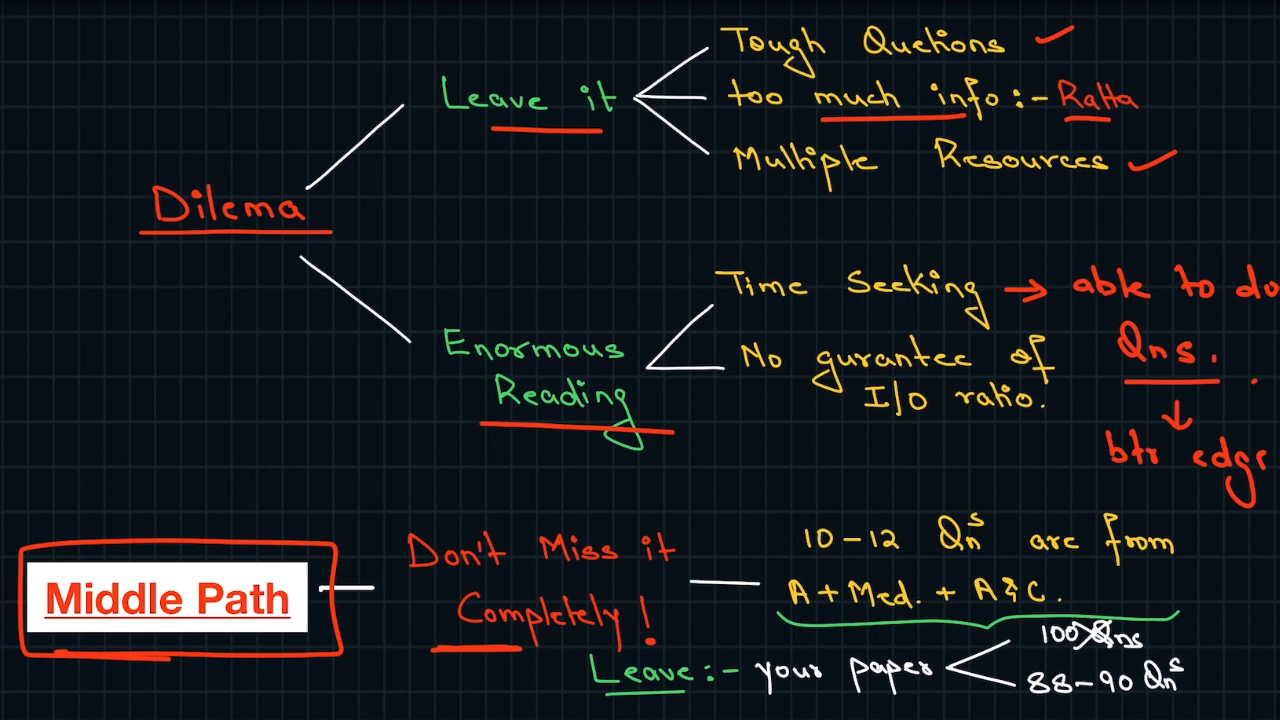 Dilema
Leave it
Tough Quetions
too much info :- Ratta
Multiple Resources
Enormous
Reading
Time Seeking → able to do
Qns.
↓
btr edge
No gurantee of
I/O ratio.
Middle Path
Don't Miss it
Completely!
10-12 Qns are from
A + Med. + A&C.
Leave :- your paper
100 Qns
88-90 Qns